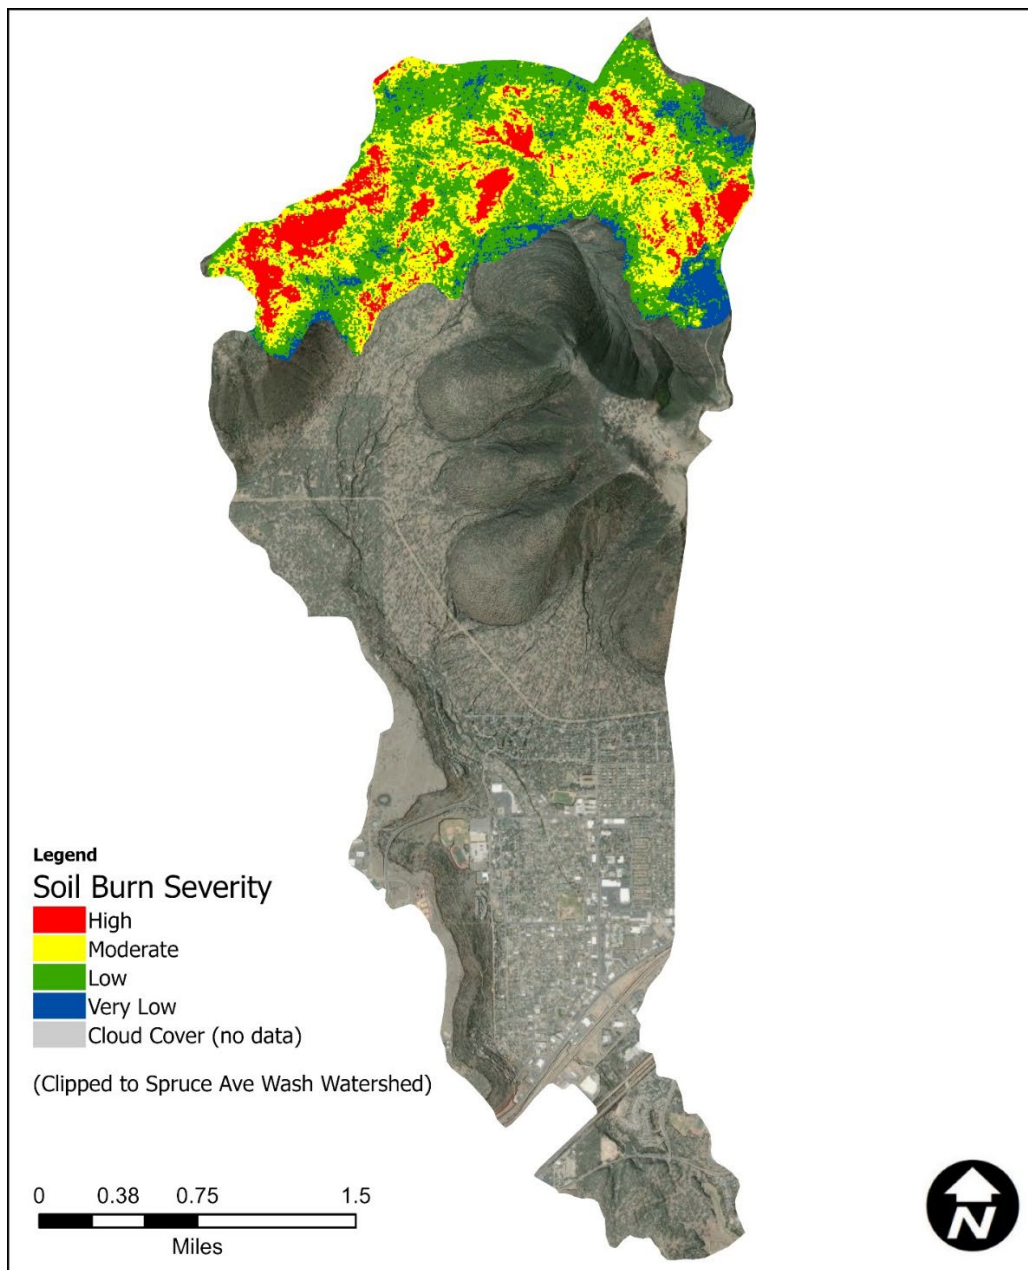 Legend
Soil Burn Severity
High
Moderate
Low
Very Low
Cloud Cover (no data)
(Clipped to Spruce Ave Wash Watershed)
0 0.38 0.75 1.5
Miles
N